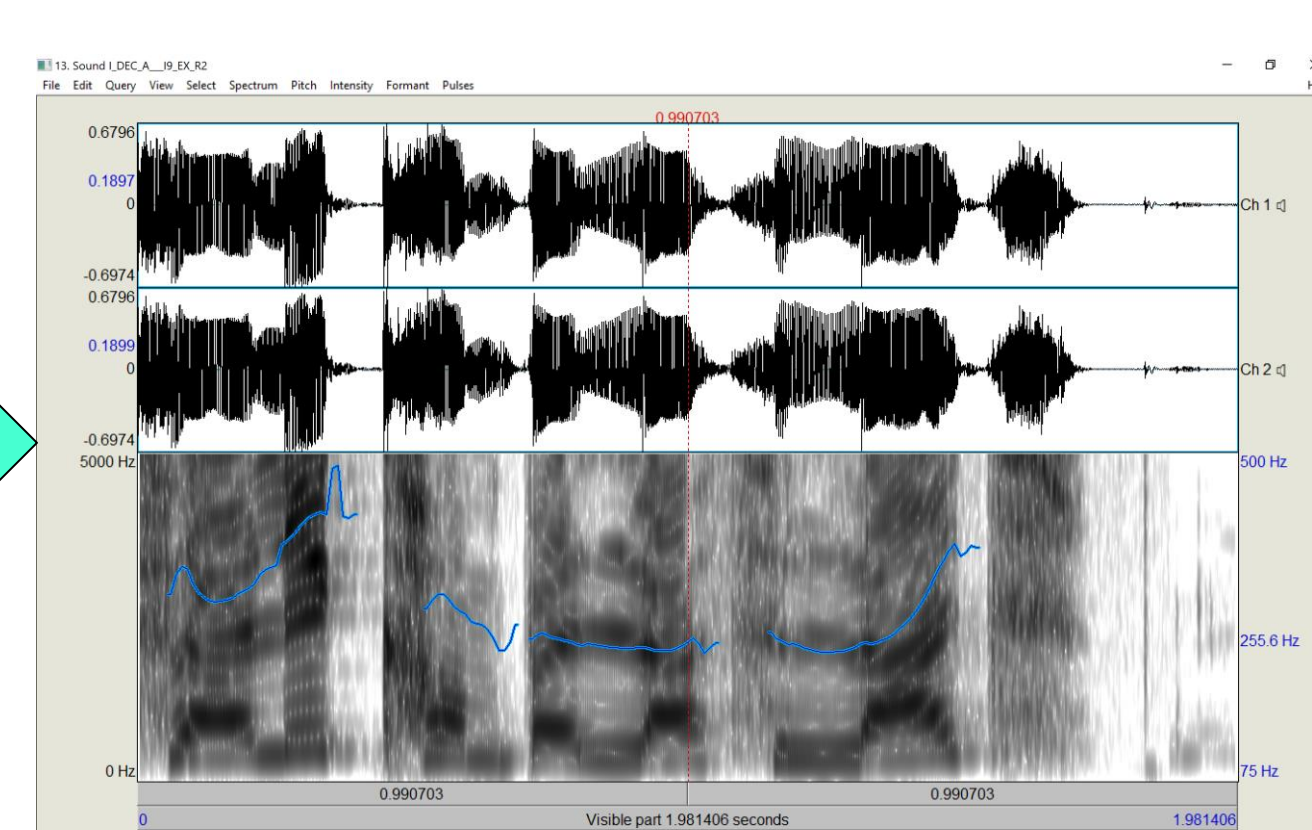 13. Sound I_DEC_A__I9_EX_R2
File Edit Query View Select Spectrum Pitch Intensity Formant Pulses
0.990703
0.6796
0.1897
0
-0.6974
Ch 1
0.6796
0.1899
0
-0.6974
Ch 2
5000 Hz
500 Hz
255.6 Hz
0 Hz
75 Hz
0.990703 0.990703
0 Visible part 1.981406 seconds 1.981406